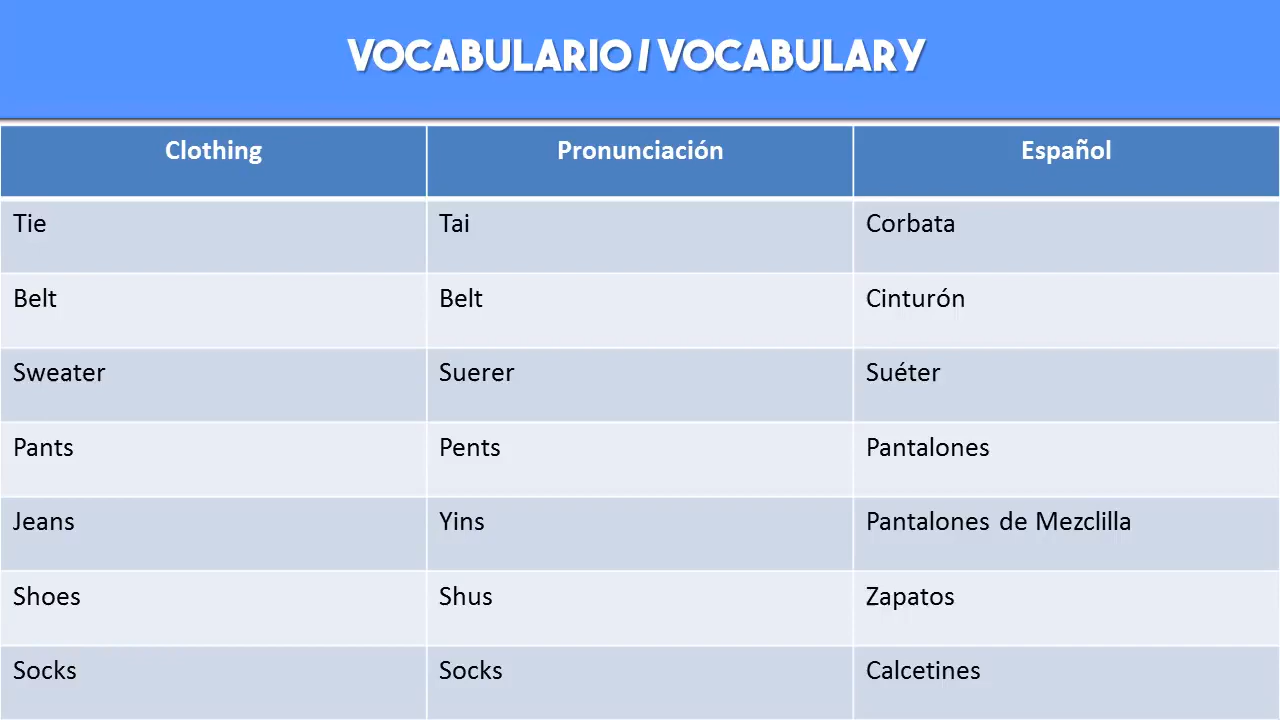 VOCABULARIO / VOCABULARY
Clothing Pronunciación Español
Tie Tai Corbata
Belt Belt Cinturón
Sweater Suerer Suéter
Pants Pents Pantalones
Jeans Yins Pantalones de Mezclilla
Shoes Shus Zapatos
Socks Socks Calcetines